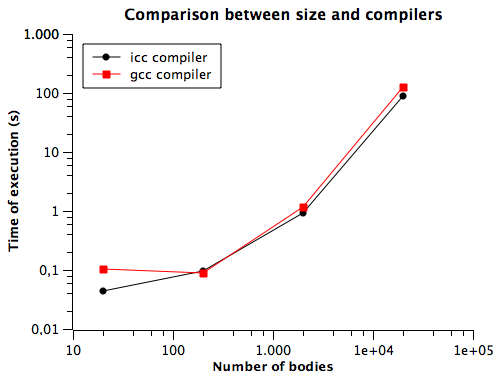 Comparison between size and compilers
icc compiler
gcc compiler
Time of execution (s)
1.000
100
10
1
0,1
0,01
10 100 1.000 1e+04 1e+05
Number of bodies